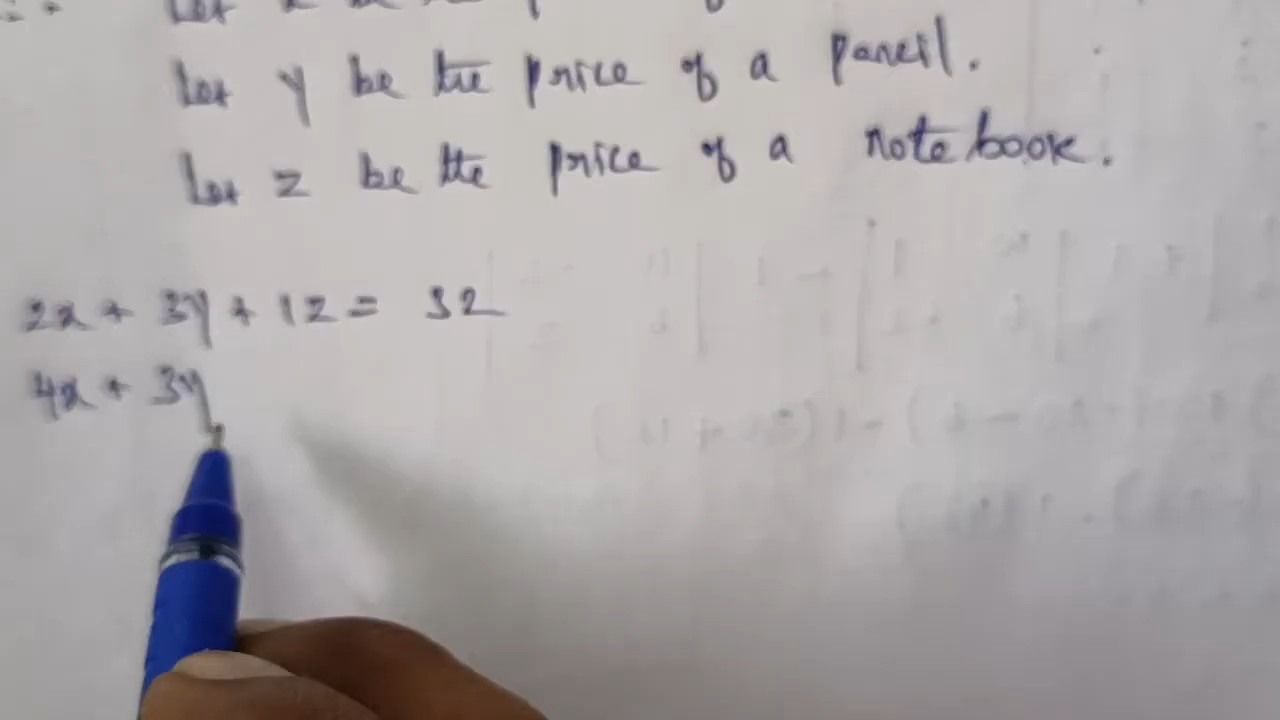 Let y be the price of a pencil.
Let z be the price of a notebook.
2x + 3y + 1z = 32
4x + 3y